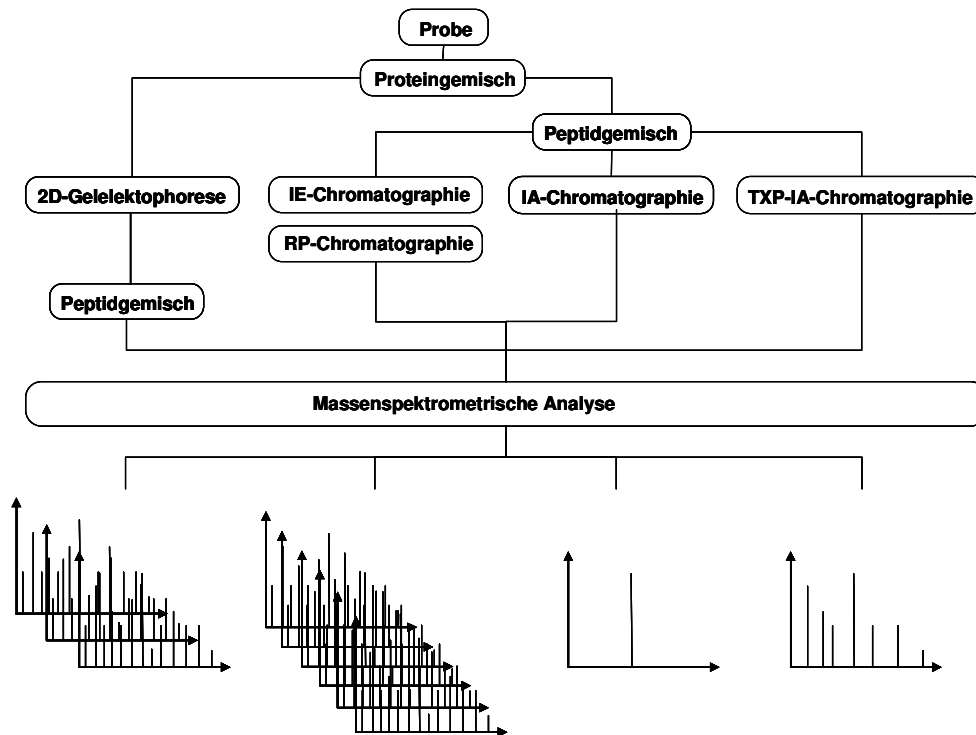 Probe
Proteingemisch
Peptidgemisch
2D-Gelelektophorese
IE-Chromatographie
IA-Chromatographie
TXP-IA-Chromatographie
RP-Chromatographie
Peptidgemisch
Massenspektrometrische Analyse